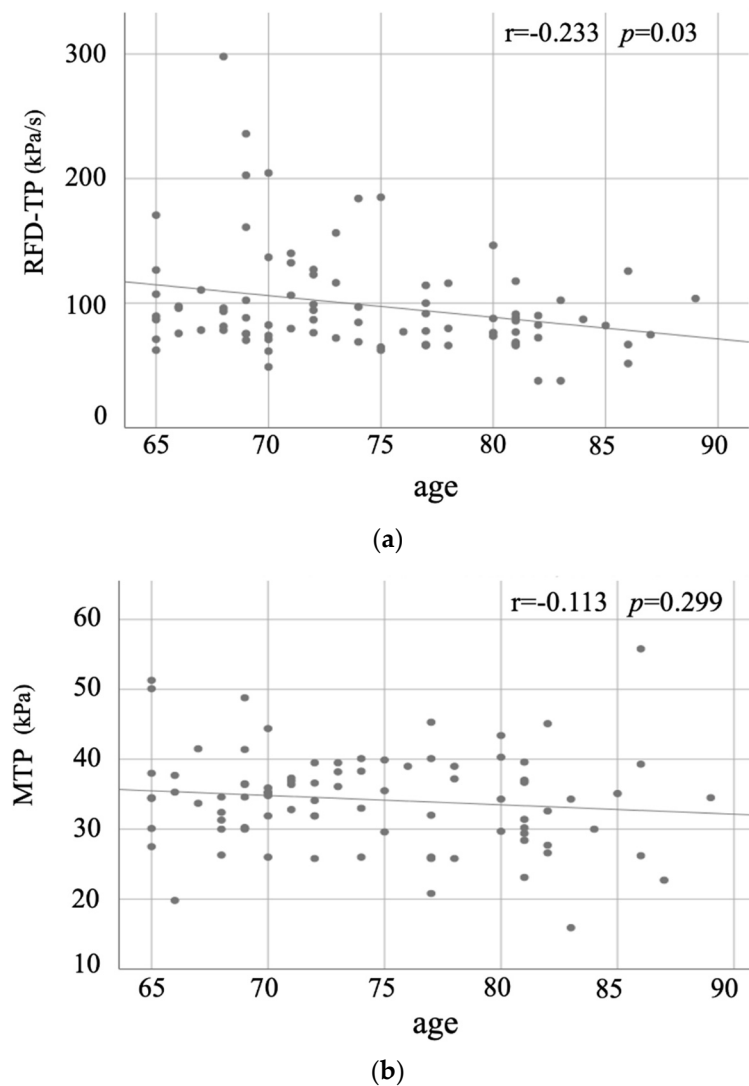 r=-0.233 p=0.03
300
200
100
0
RFD-TP (kPa/s)
65 70 75 80 85 90
age
(a)
r=-0.113 p=0.299
60
50
40
30
20
10
MTP (kPa)
65 70 75 80 85 90
age
(b)